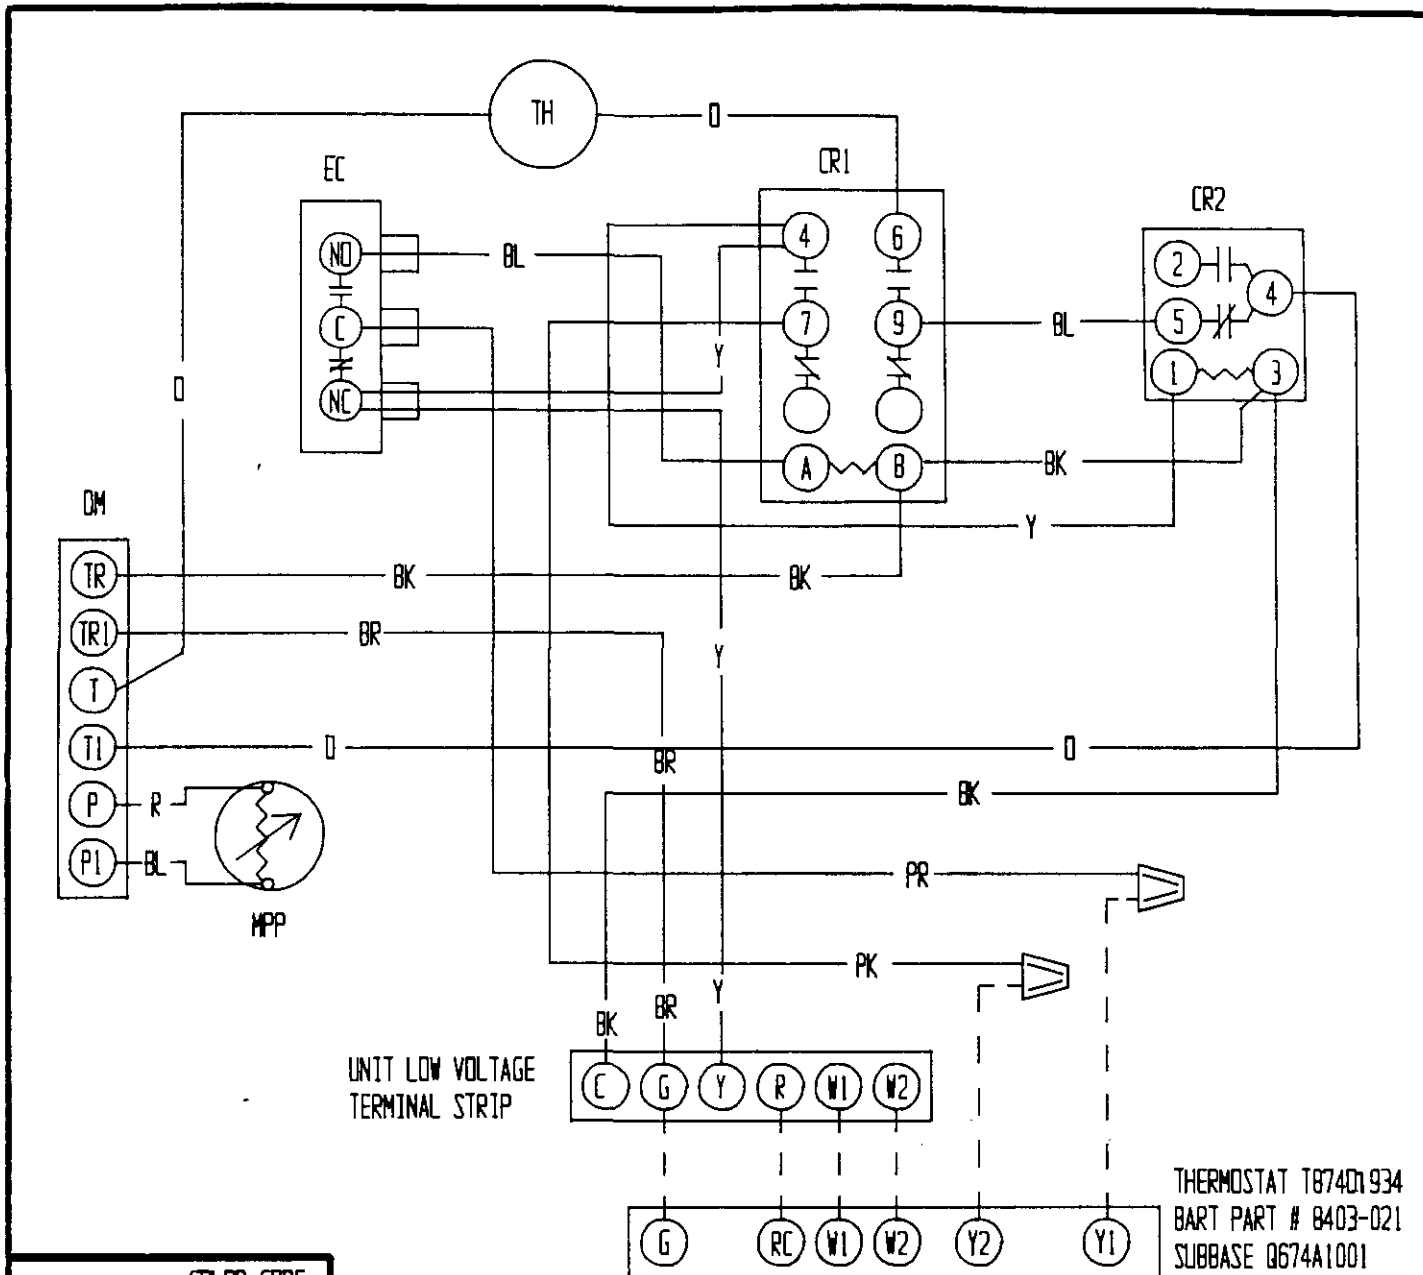 TH
O
EC
CR1
CR2
NO
BL
4
6
2
4
C
7
9
BL
5
Y
1
3
O
NC
A
B
BK
DM
Y
TR
BK
BK
TR1
BR
Y
T
T1
O
O
BR
P
R
BK
P1
BL
PR
MPP
PK
Y
BR
BK
UNIT LOW VOLTAGE
TERMINAL STRIP
C
G
Y
R
W1
W2
THERMOSTAT T874D1934
BART PART # 8403-021
SUBBASE Q674A1001
G
RC
W1
W2
Y2
Y1